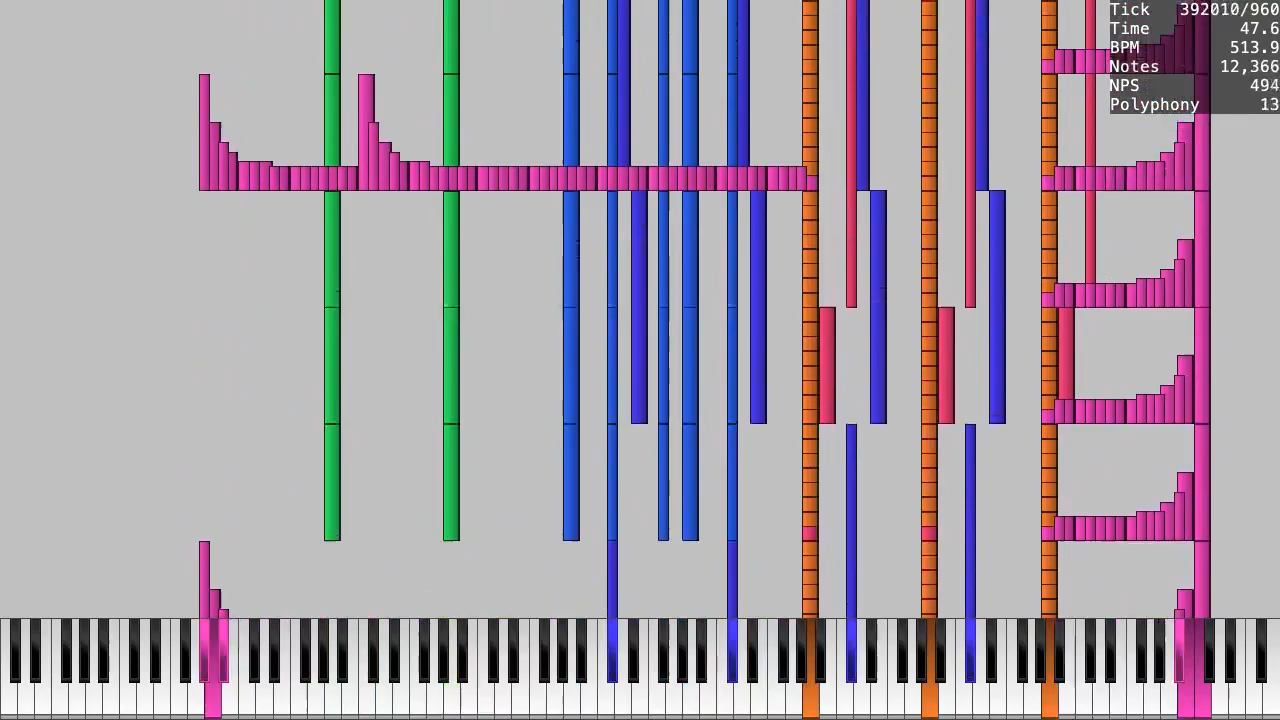 Tick 392010/960
Time 47.6
BPM 513.9
Notes 12,366
NPS 494
Polyphony 13